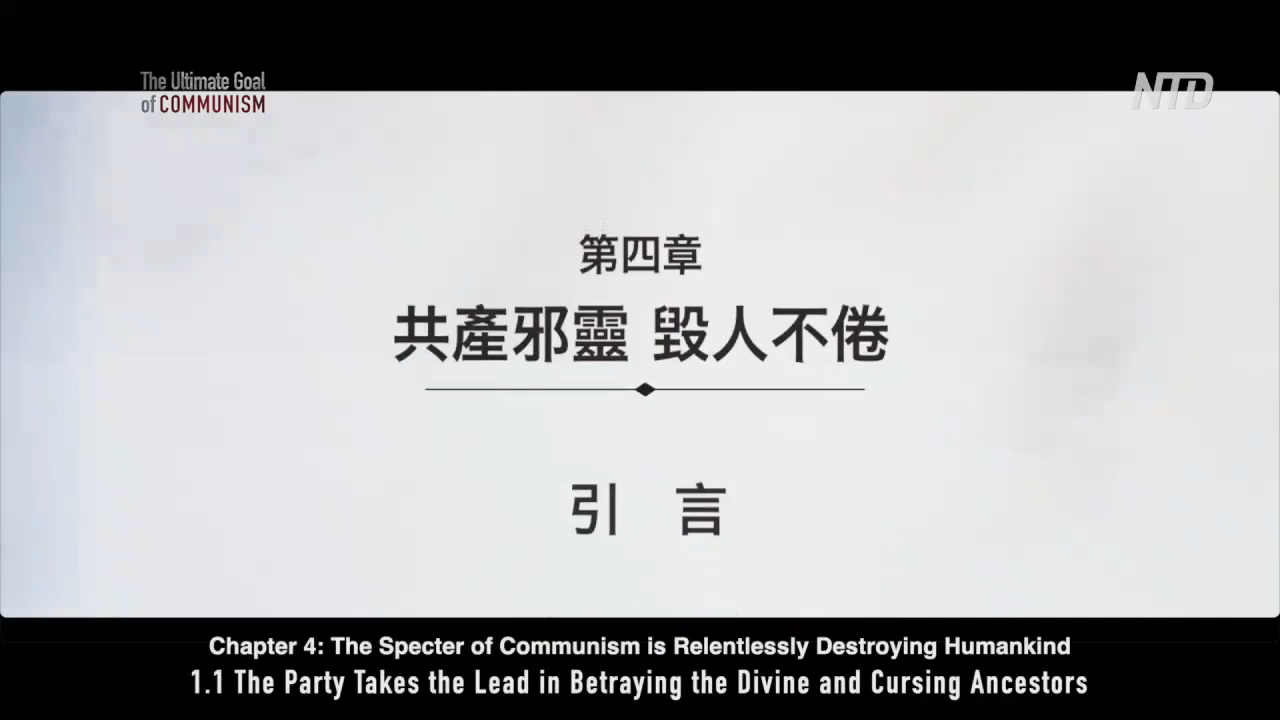 The Ultimate Goal
of COMMUNISM
NTD
第四章
共產邪靈 毀人不倦
引 言
Chapter 4: The Specter of Communism is Relentlessly Destroying Humankind
1.1 The Party Takes the Lead in Betraying the Divine and Cursing Ancestors